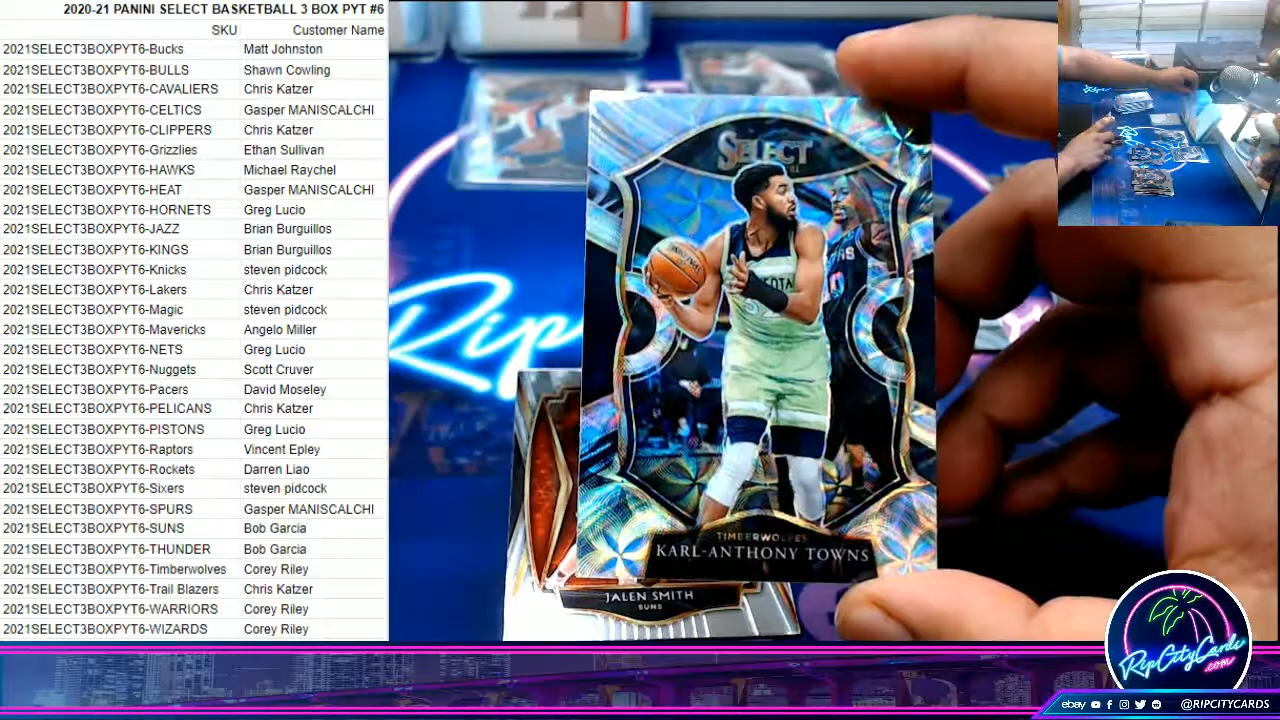 2020-21 PANINI SELECT BASKETBALL 3 BOX PYT #6
SKU Customer Name
2021SELECT3BOXPYT6-Bucks Matt Johnston
2021SELECT3BOXPYT6-BULLS Shawn Cowling
2021SELECT3BOXPYT6-CAVALIERS Chris Katzer
2021SELECT3BOXPYT6-CELTICS Gasper MANISCALCHI
2021SELECT3BOXPYT6-CLIPPERS Chris Katzer
2021SELECT3BOXPYT6-Grizzlies Ethan Sullivan
2021SELECT3BOXPYT6-HAWKS Michael Raychel
2021SELECT3BOXPYT6-HEAT Gasper MANISCALCHI
2021SELECT3BOXPYT6-HORNETS Greg Lucio
2021SELECT3BOXPYT6-JAZZ Brian Burguillos
2021SELECT3BOXPYT6-KINGS Brian Burguillos
2021SELECT3BOXPYT6-Knicks steven pidcock
2021SELECT3BOXPYT6-Lakers Chris Katzer
2021SELECT3BOXPYT6-Magic steven pidcock
2021SELECT3BOXPYT6-Mavericks Angelo Miller
2021SELECT3BOXPYT6-NETS Greg Lucio
2021SELECT3BOXPYT6-Nuggets Scott Cruver
2021SELECT3BOXPYT6-Pacers David Moseley
2021SELECT3BOXPYT6-PELICANS Chris Katzer
2021SELECT3BOXPYT6-PISTONS Greg Lucio
2021SELECT3BOXPYT6-Raptors Vincent Epley
2021SELECT3BOXPYT6-Rockets Darren Liao
2021SELECT3BOXPYT6-Sixers steven pidcock
2021SELECT3BOXPYT6-SPURS Gasper MANISCALCHI
2021SELECT3BOXPYT6-SUNS Bob Garcia
2021SELECT3BOXPYT6-THUNDER Bob Garcia
2021SELECT3BOXPYT6-Timberwolves Corey Riley
2021SELECT3BOXPYT6-Trail Blazers Chris Katzer
2021SELECT3BOXPYT6-WARRIORS Corey Riley
2021SELECT3BOXPYT6-WIZARDS Corey Riley
SELECT
Rip
TIMBERWOLVES
KARL-ANTHONY TOWNS
JALEN SMITH
SUNS
RipCityCards
.com
ebay @RIPCITYCARDS